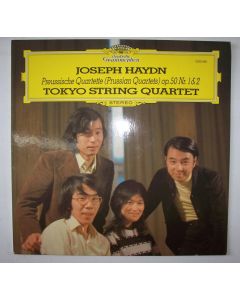 Deutsche
Grammophon
JOSEPH HAYDN
Preussische Quartette (Prussian Quartets) op. 50 Nr. 1 & 2
TOKYO STRING QUARTET
STEREO